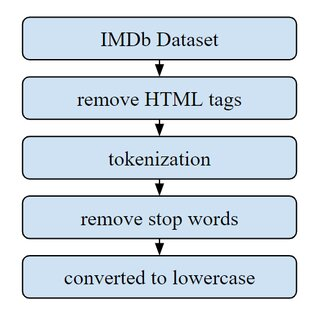 IMDb Dataset
remove HTML tags
tokenization
remove stop words
converted to lowercase